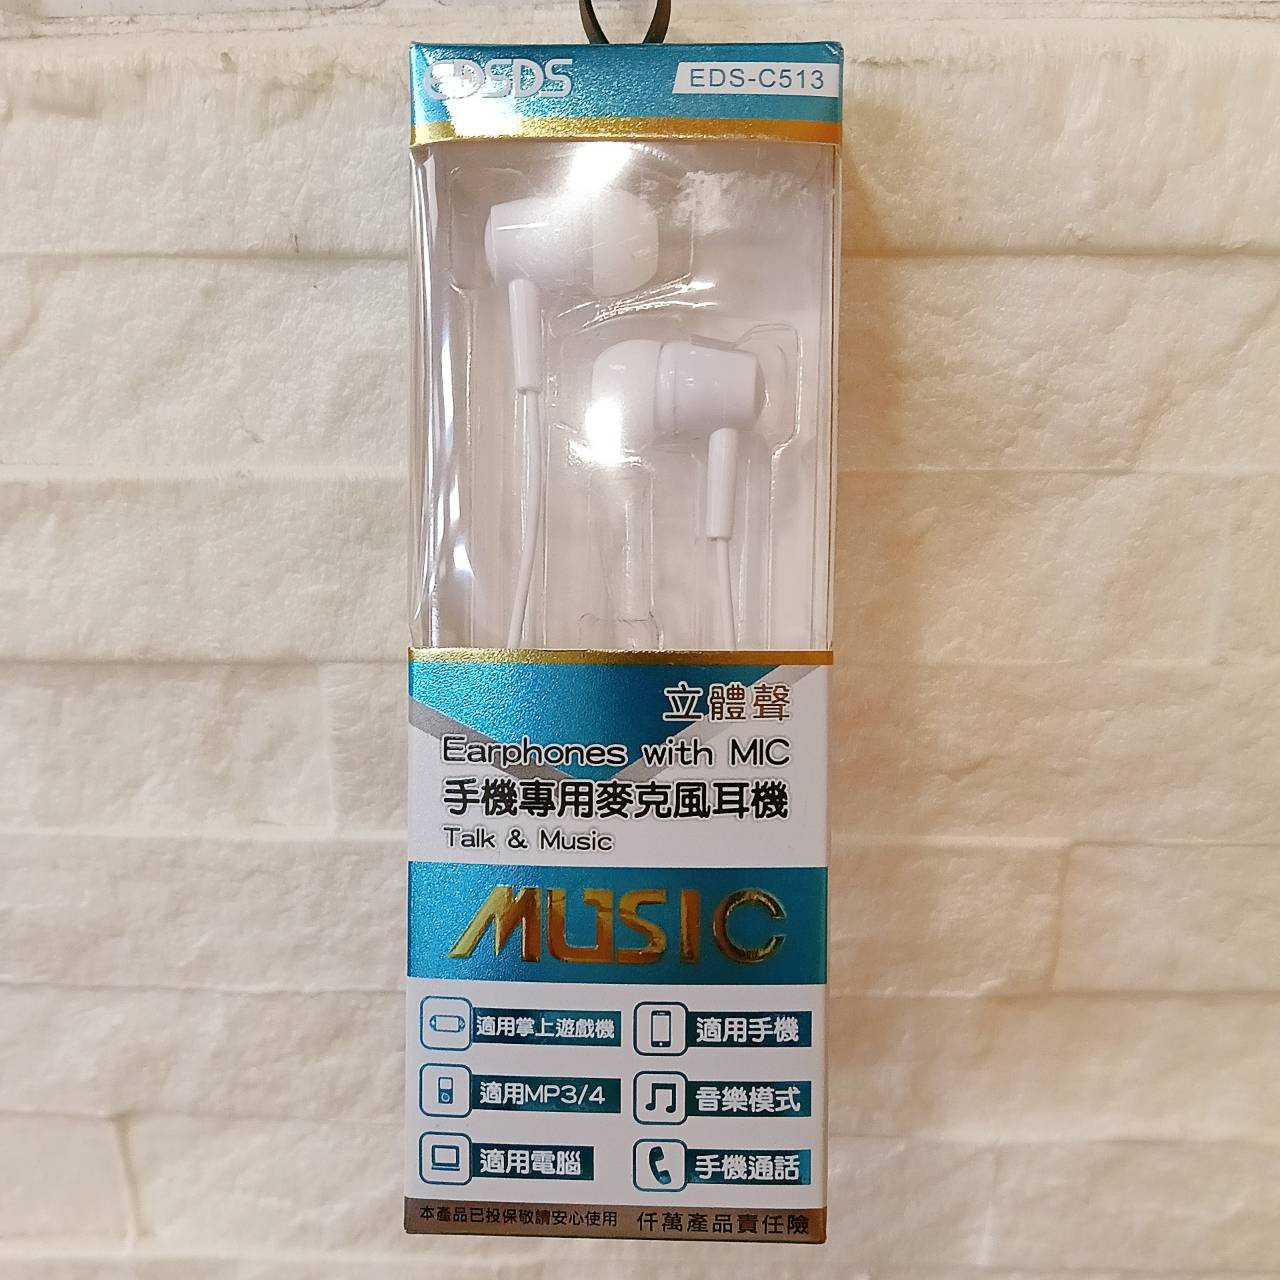 EDSDS
EDS-C513
立體聲
Earphones with MIC
手機專用麥克風耳機
Talk & Music
MUSIC
適用掌上遊戲機
適用手機
適用MP3/4
音樂模式
適用電腦
手機通話
本產品已投保敬請安心使用
仟萬產品責任險